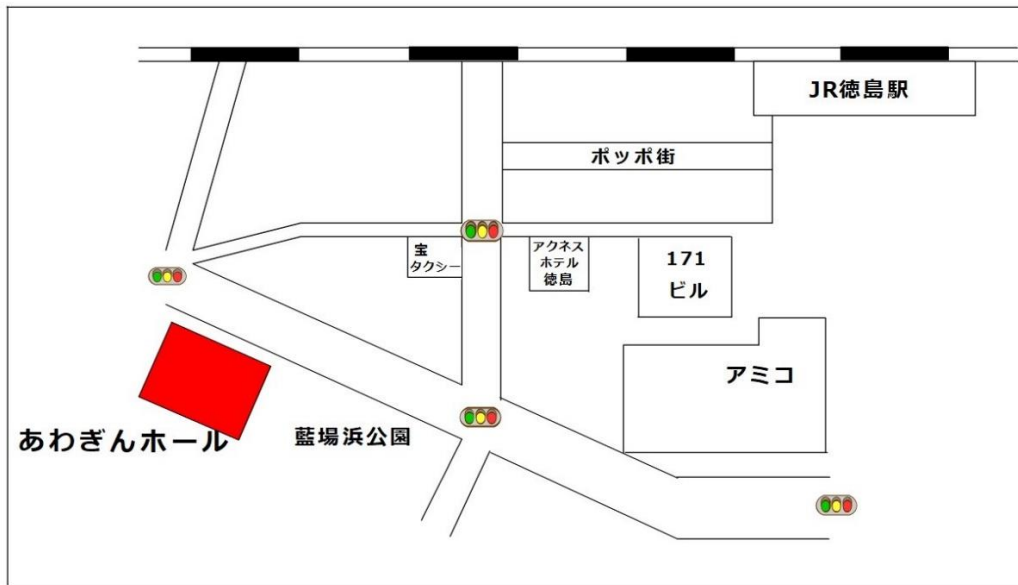 JR徳島駅
ポッポ街
宝
タクシー
アクネス
ホテル
徳島
171
ビル
アミコ
あわぎんホール
藍場浜公園